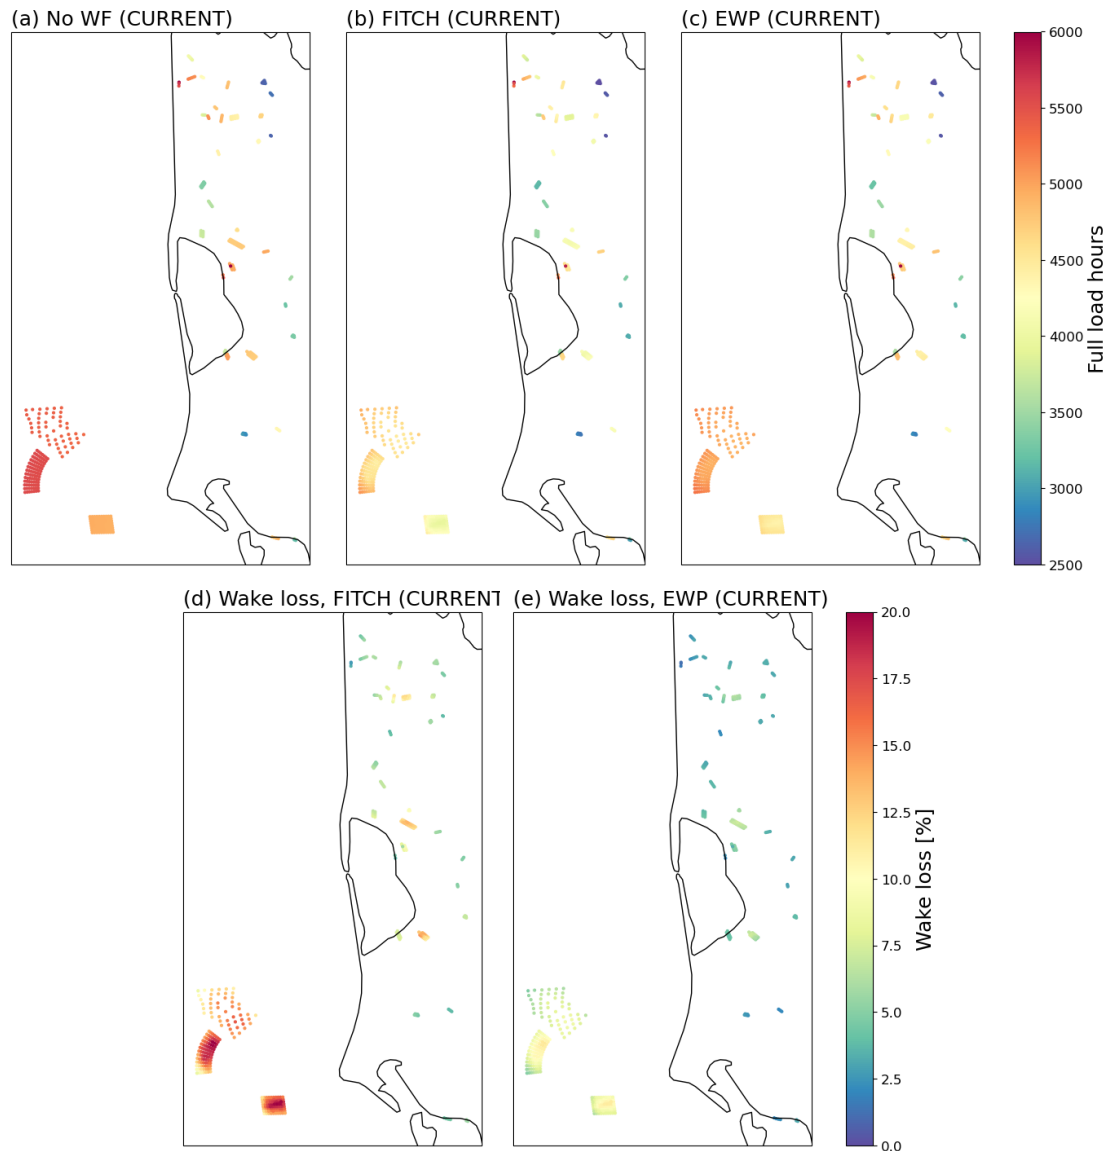 (a) No WF (CURRENT)
(b) FITCH (CURRENT)
(c) EWP (CURRENT)
6000
5500
5000
4500
4000
3500
3000
2500
Full load hours
(d) Wake loss, FITCH (CURRENT
(e) Wake loss, EWP (CURRENT)
20.0
17.5
15.0
12.5
10.0
7.5
5.0
2.5
0.0
Wake loss [%]